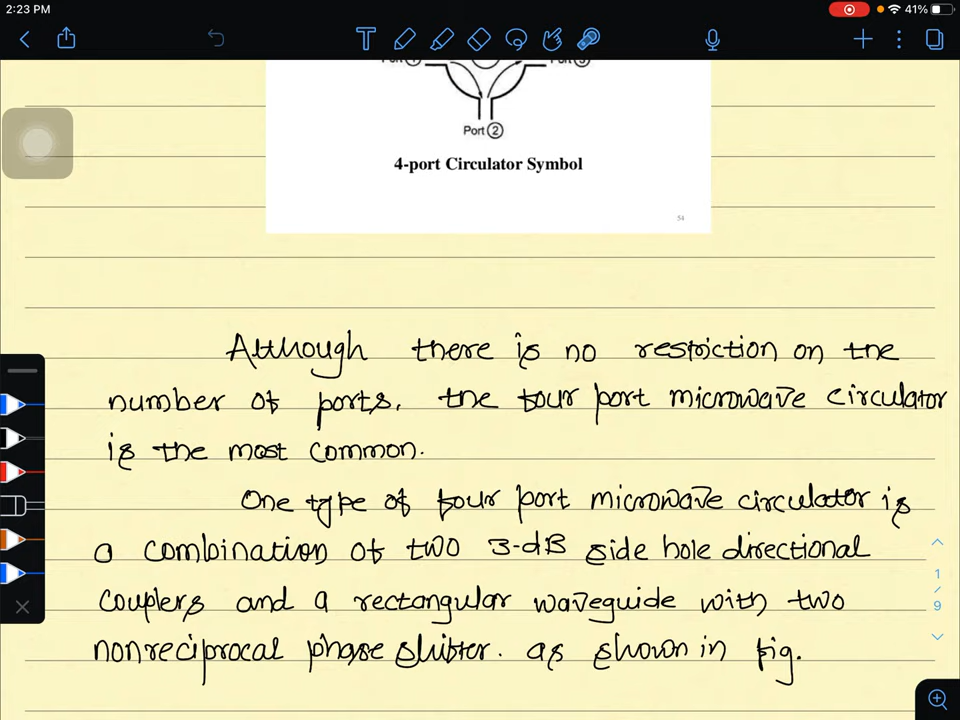 2:23 PM
41%
Port ②
4-port Circulator Symbol
54
Although there is no restriction on the
number of ports, the four port microwave circulator
is the most common.
One type of four port microwave circulator is
a combination of two 3-dB side hole directional
couplers and a rectangular waveguide with two
nonreciprocal phase shifter. as shown in fig.
1
/
9